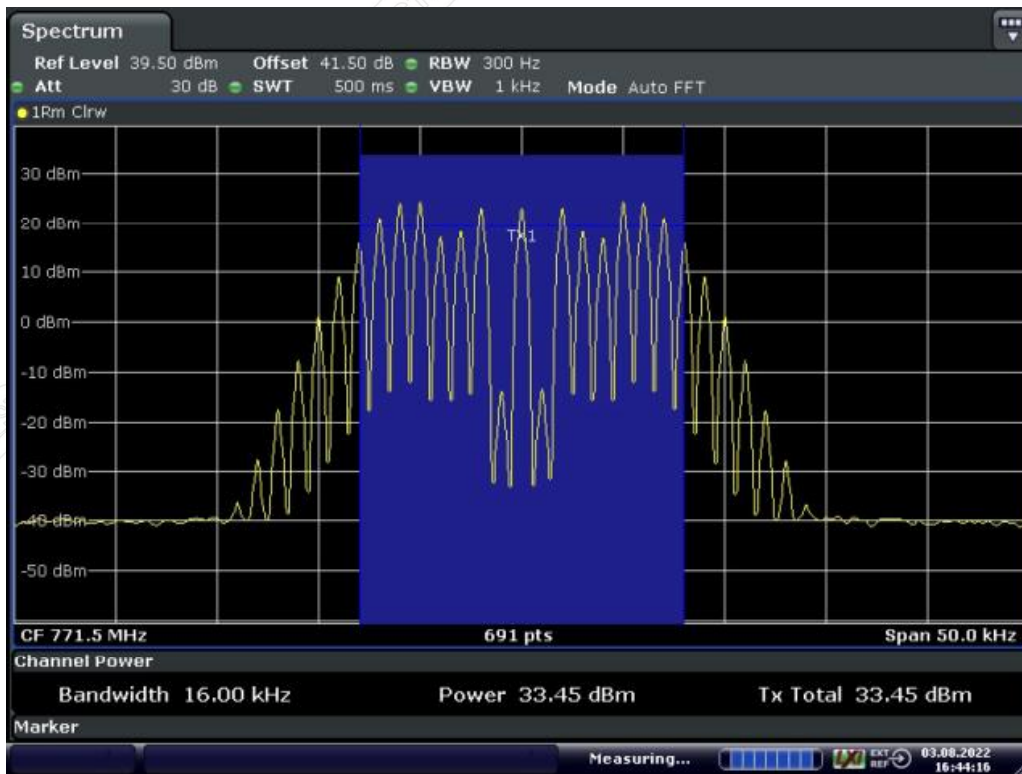 Spectrum
Ref Level 39.50 dBm Offset 41.50 dB RBW 300 Hz
Att 30 dB SWT 500 ms VBW 1 kHz Mode Auto FFT
1Rm Clrw
30 dBm
20 dBm
Tx1
10 dBm
0 dBm
-10 dBm
-20 dBm
-30 dBm
-40 dBm
-50 dBm
CF 771.5 MHz 691 pts Span 50.0 kHz
Channel Power
Bandwidth 16.00 kHz Power 33.45 dBm Tx Total 33.45 dBm
Marker
Measuring... EXT REF 03.08.2022
16:44:16